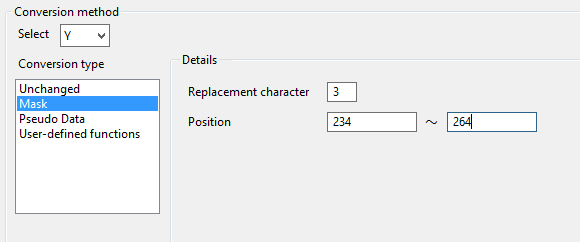 Conversion method
Select Y
Conversion type
Unchanged
Mask
Pseudo Data
User-defined functions
Details
Replacement character 3
Position 234 ～ 264